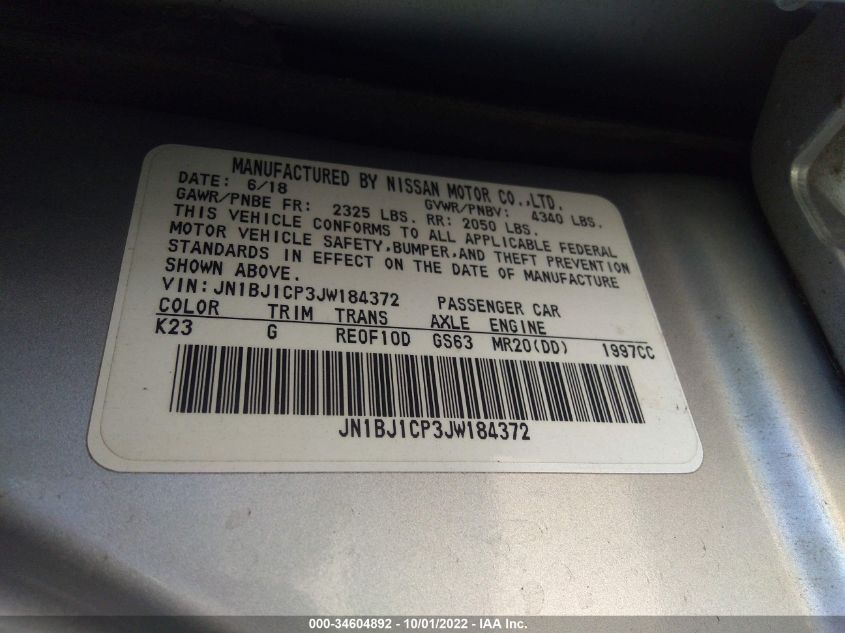 MANUFACTURED BY NISSAN MOTOR CO.,LTD.
DATE: 6/18 GVWR/PNBV: 4340 LBS.
GAWR/PNBE FR: 2325 LBS. RR: 2050 LBS.
THIS VEHICLE CONFORMS TO ALL APPLICABLE FEDERAL
MOTOR VEHICLE SAFETY,BUMPER,AND THEFT PREVENTION
STANDARDS IN EFFECT ON THE DATE OF MANUFACTURE
SHOWN ABOVE.
VIN:JN1BJ1CP3JW184372 PASSENGER CAR
COLOR TRIM TRANS AXLE ENGINE
K23 G RE0F10D GS63 MR20(DD) 1997CC
JN1BJ1CP3JW184372
000-34604892 - 10/01/2022 - IAA Inc.